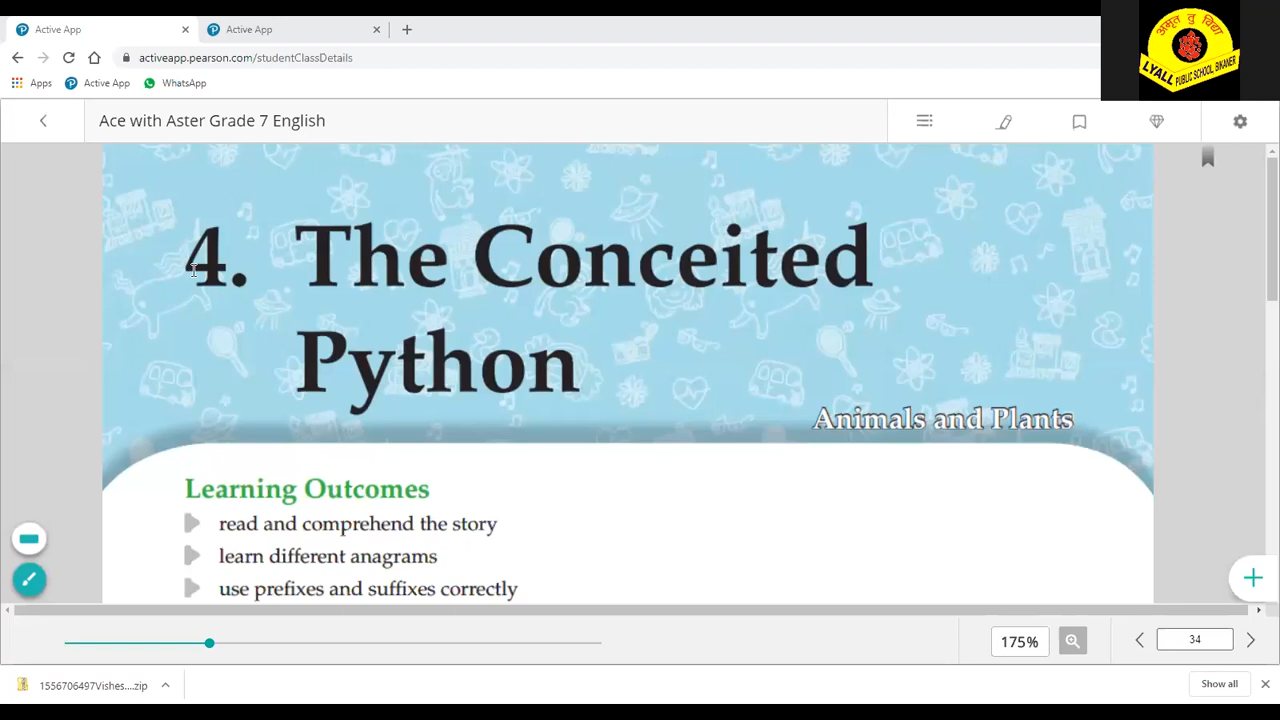 Active App
Active App
activeapp.pearson.com/studentClassDetails
Apps
Active App
WhatsApp
अमृतं तु विद्या
LYALL PUBLIC SCHOOL BIKANER
Ace with Aster Grade 7 English
4. The Conceited
Python
Animals and Plants
Learning Outcomes
read and comprehend the story
learn different anagrams
use prefixes and suffixes correctly
175%
34
1556706497Vishes....zip
Show all